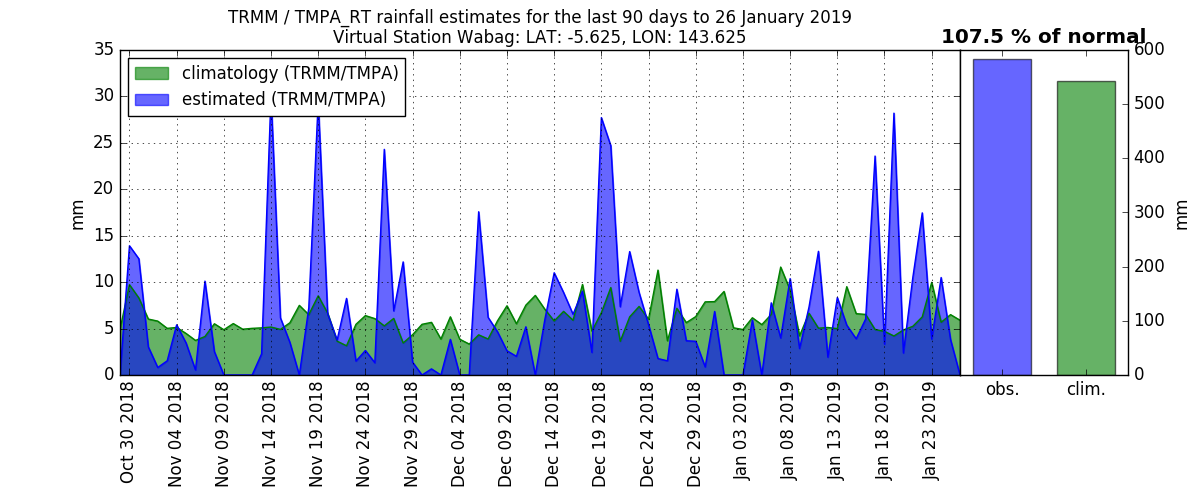 TRMM / TMPA_RT rainfall estimates for the last 90 days to 26 January 2019
Virtual Station Wabag: LAT: -5.625, LON: 143.625
107.5 % of normal
climatology (TRMM/TMPA)
estimated (TRMM/TMPA)
35
30
25
20
15
10
5
0
mm
600
500
400
300
200
100
0
mm
obs.
clim.
Oct 30 2018
Nov 04 2018
Nov 09 2018
Nov 14 2018
Nov 19 2018
Nov 24 2018
Nov 29 2018
Dec 04 2018
Dec 09 2018
Dec 14 2018
Dec 19 2018
Dec 24 2018
Dec 29 2018
Jan 03 2019
Jan 08 2019
Jan 13 2019
Jan 18 2019
Jan 23 2019